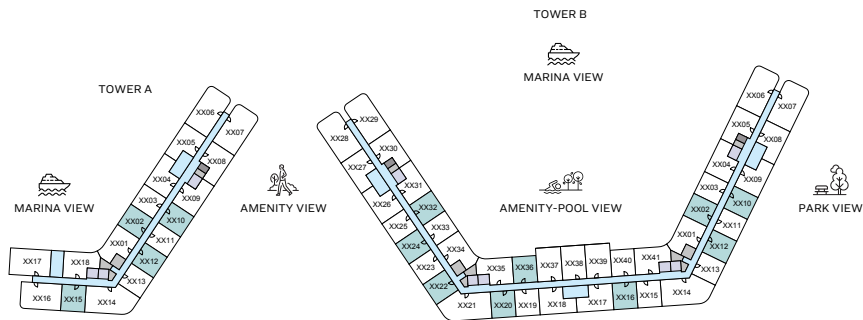 TOWER B
MARINA VIEW
TOWER A
XX06
XX07
XX05
XX08
XX04
XX09
XX03
XX10
XX02
XX11
XX01
XX12
XX13
XX14
XX18
XX17
XX16
XX15
MARINA VIEW
AMENITY VIEW
XX29
XX28
XX30
XX27
XX31
XX26
XX32
XX25
XX33
XX24
XX34
XX23
XX22
XX21
XX35
XX36
XX37
XX38
XX39
XX40
XX41
XX20
XX19
XX18
XX17
XX16
XX15
XX14
AMENITY-POOL VIEW
XX06
XX07
XX05
XX08
XX04
XX09
XX03
XX10
XX02
XX11
XX01
XX12
XX13
PARK VIEW